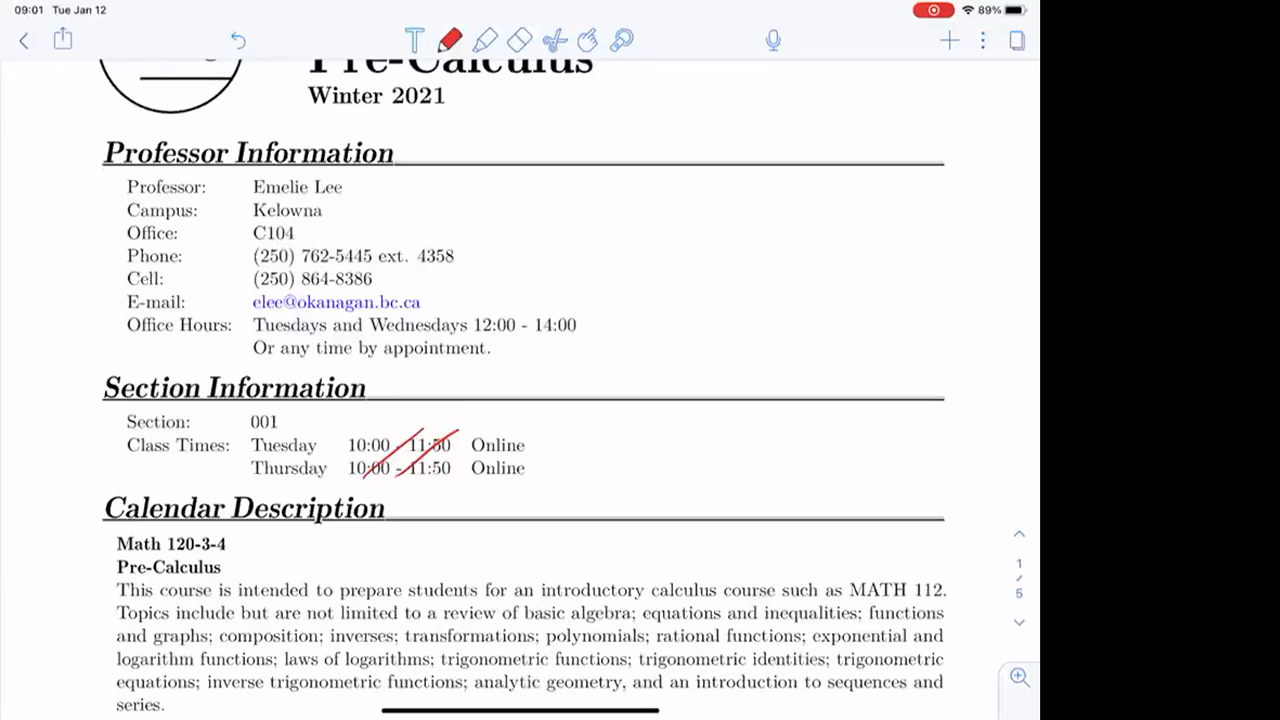 09:01 Tue Jan 12 89%
Pre-Calculus
Winter 2021
Professor Information
Professor: Emelie Lee
Campus: Kelowna
Office: C104
Phone: (250) 762-5445 ext. 4358
Cell: (250) 864-8386
E-mail: elee@okanagan.bc.ca
Office Hours: Tuesdays and Wednesdays 12:00 - 14:00
Or any time by appointment.
Section Information
Section: 001
Class Times: Tuesday 10:00 - 11:50 Online
Thursday 10:00 - 11:50 Online
Calendar Description
Math 120-3-4
Pre-Calculus
This course is intended to prepare students for an introductory calculus course such as MATH 112.
Topics include but are not limited to a review of basic algebra; equations and inequalities; functions
and graphs; composition; inverses; transformations; polynomials; rational functions; exponential and
logarithm functions; laws of logarithms; trigonometric functions; trigonometric identities; trigonometric
equations; inverse trigonometric functions; analytic geometry, and an introduction to sequences and
series.
1
/
5